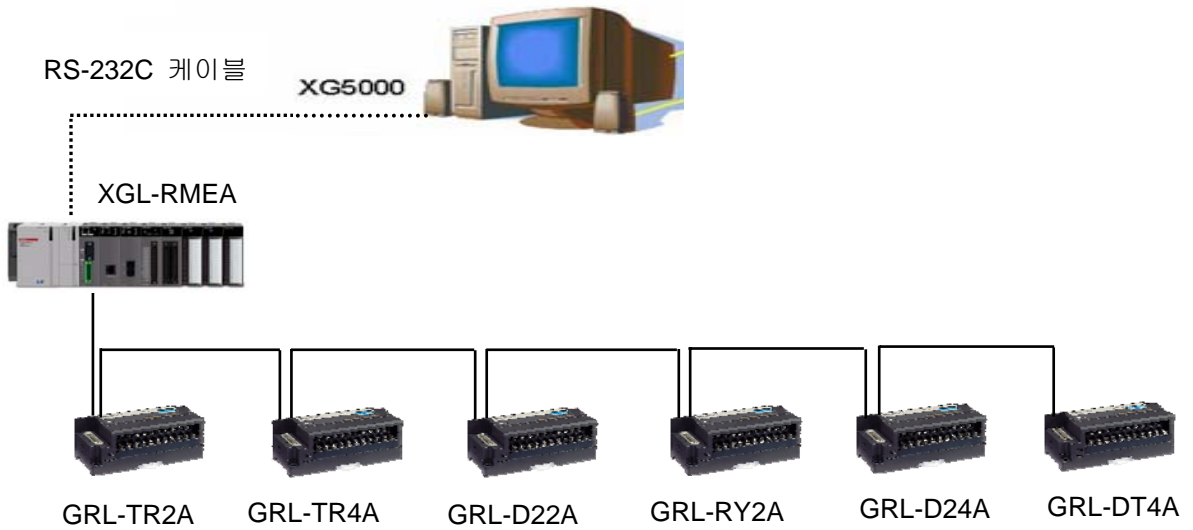 RS-232C 케이블
XG5000
XGL-RMEA
GRL-TR2A
GRL-TR4A
GRL-D22A
GRL-RY2A
GRL-D24A
GRL-DT4A